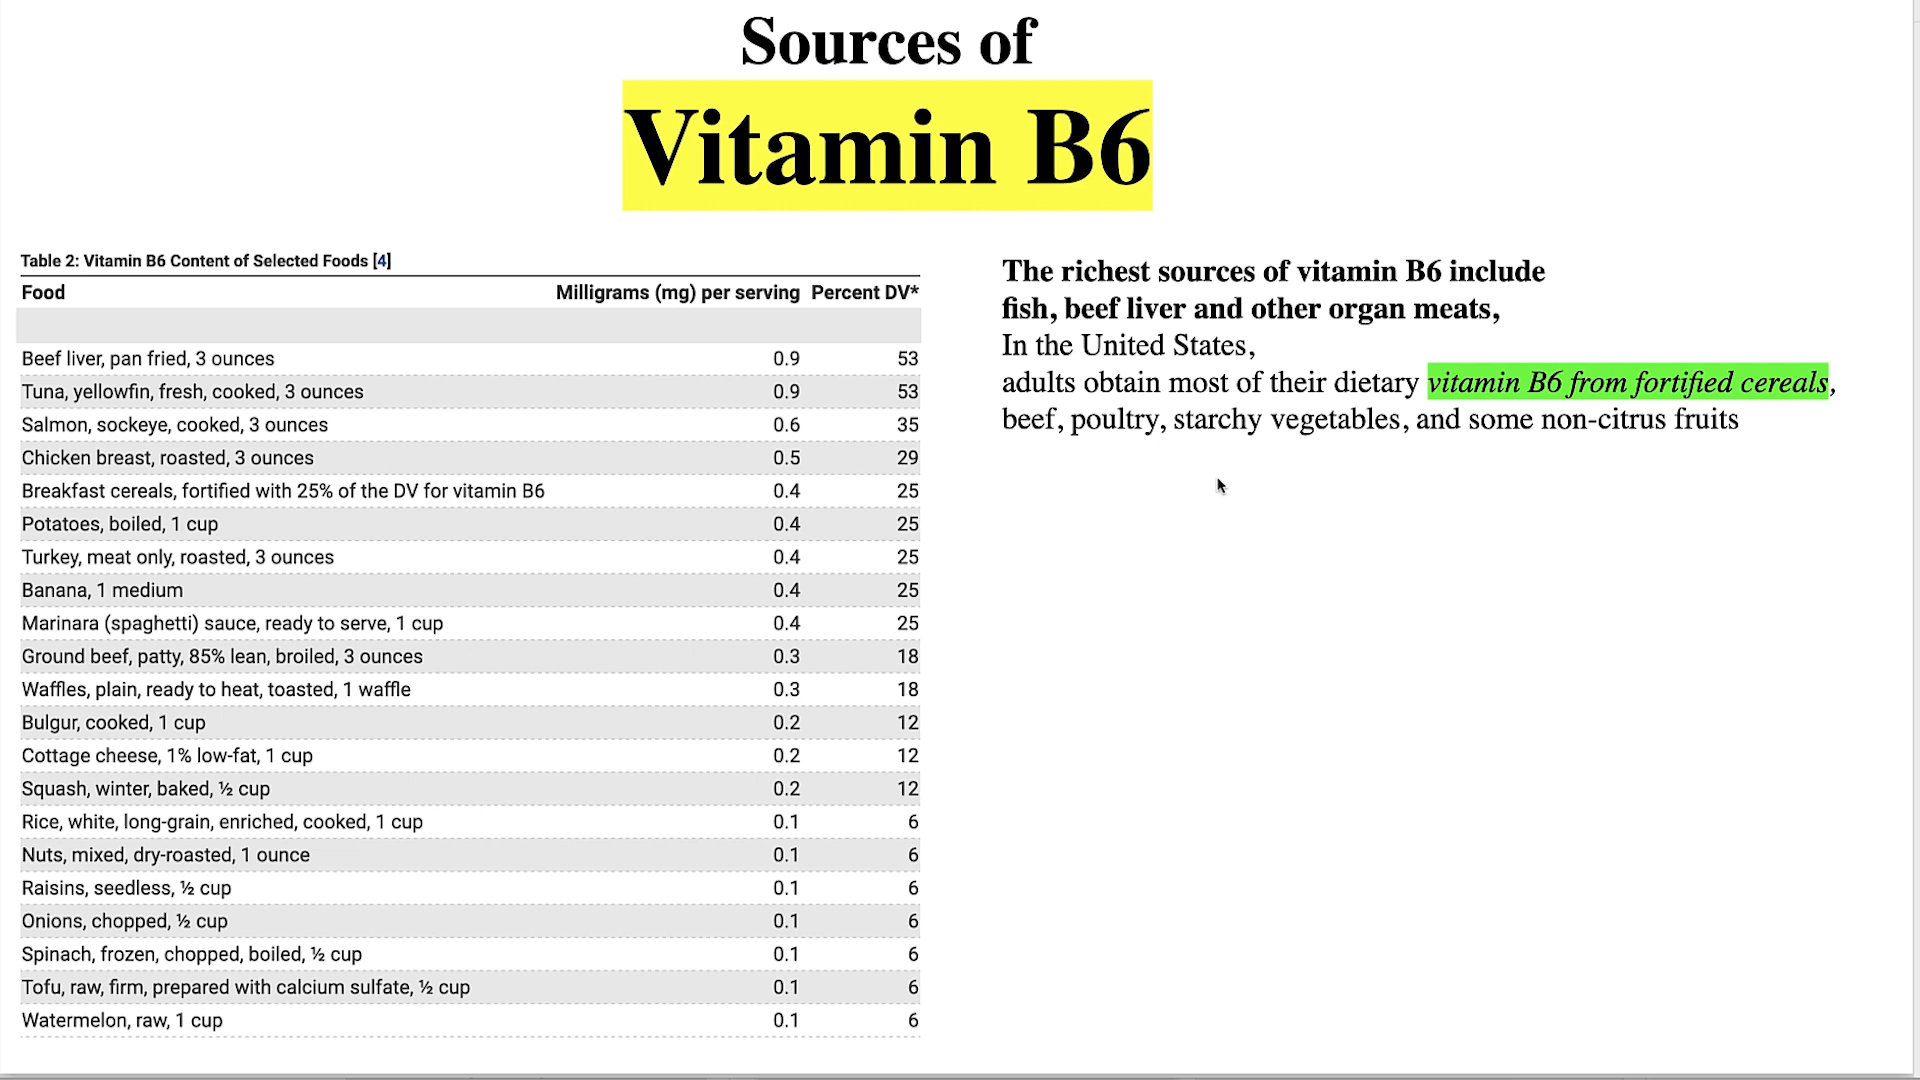 Sources of
Vitamin B6
Table 2: Vitamin B6 Content of Selected Foods [4]
Food Milligrams (mg) per serving Percent DV*
Beef liver, pan fried, 3 ounces 0.9 53
Tuna, yellowfin, fresh, cooked, 3 ounces 0.9 53
Salmon, sockeye, cooked, 3 ounces 0.6 35
Chicken breast, roasted, 3 ounces 0.5 29
Breakfast cereals, fortified with 25% of the DV for vitamin B6 0.4 25
Potatoes, boiled, 1 cup 0.4 25
Turkey, meat only, roasted, 3 ounces 0.4 25
Banana, 1 medium 0.4 25
Marinara (spaghetti) sauce, ready to serve, 1 cup 0.4 25
Ground beef, patty, 85% lean, broiled, 3 ounces 0.3 18
Waffles, plain, ready to heat, toasted, 1 waffle 0.3 18
Bulgur, cooked, 1 cup 0.2 12
Cottage cheese, 1% low-fat, 1 cup 0.2 12
Squash, winter, baked, ½ cup 0.2 12
Rice, white, long-grain, enriched, cooked, 1 cup 0.1 6
Nuts, mixed, dry-roasted, 1 ounce 0.1 6
Raisins, seedless, ½ cup 0.1 6
Onions, chopped, ½ cup 0.1 6
Spinach, frozen, chopped, boiled, ½ cup 0.1 6
Tofu, raw, firm, prepared with calcium sulfate, ½ cup 0.1 6
Watermelon, raw, 1 cup 0.1 6
The richest sources of vitamin B6 include
fish, beef liver and other organ meats,
In the United States,
adults obtain most of their dietary vitamin B6 from fortified cereals,
beef, poultry, starchy vegetables, and some non-citrus fruits